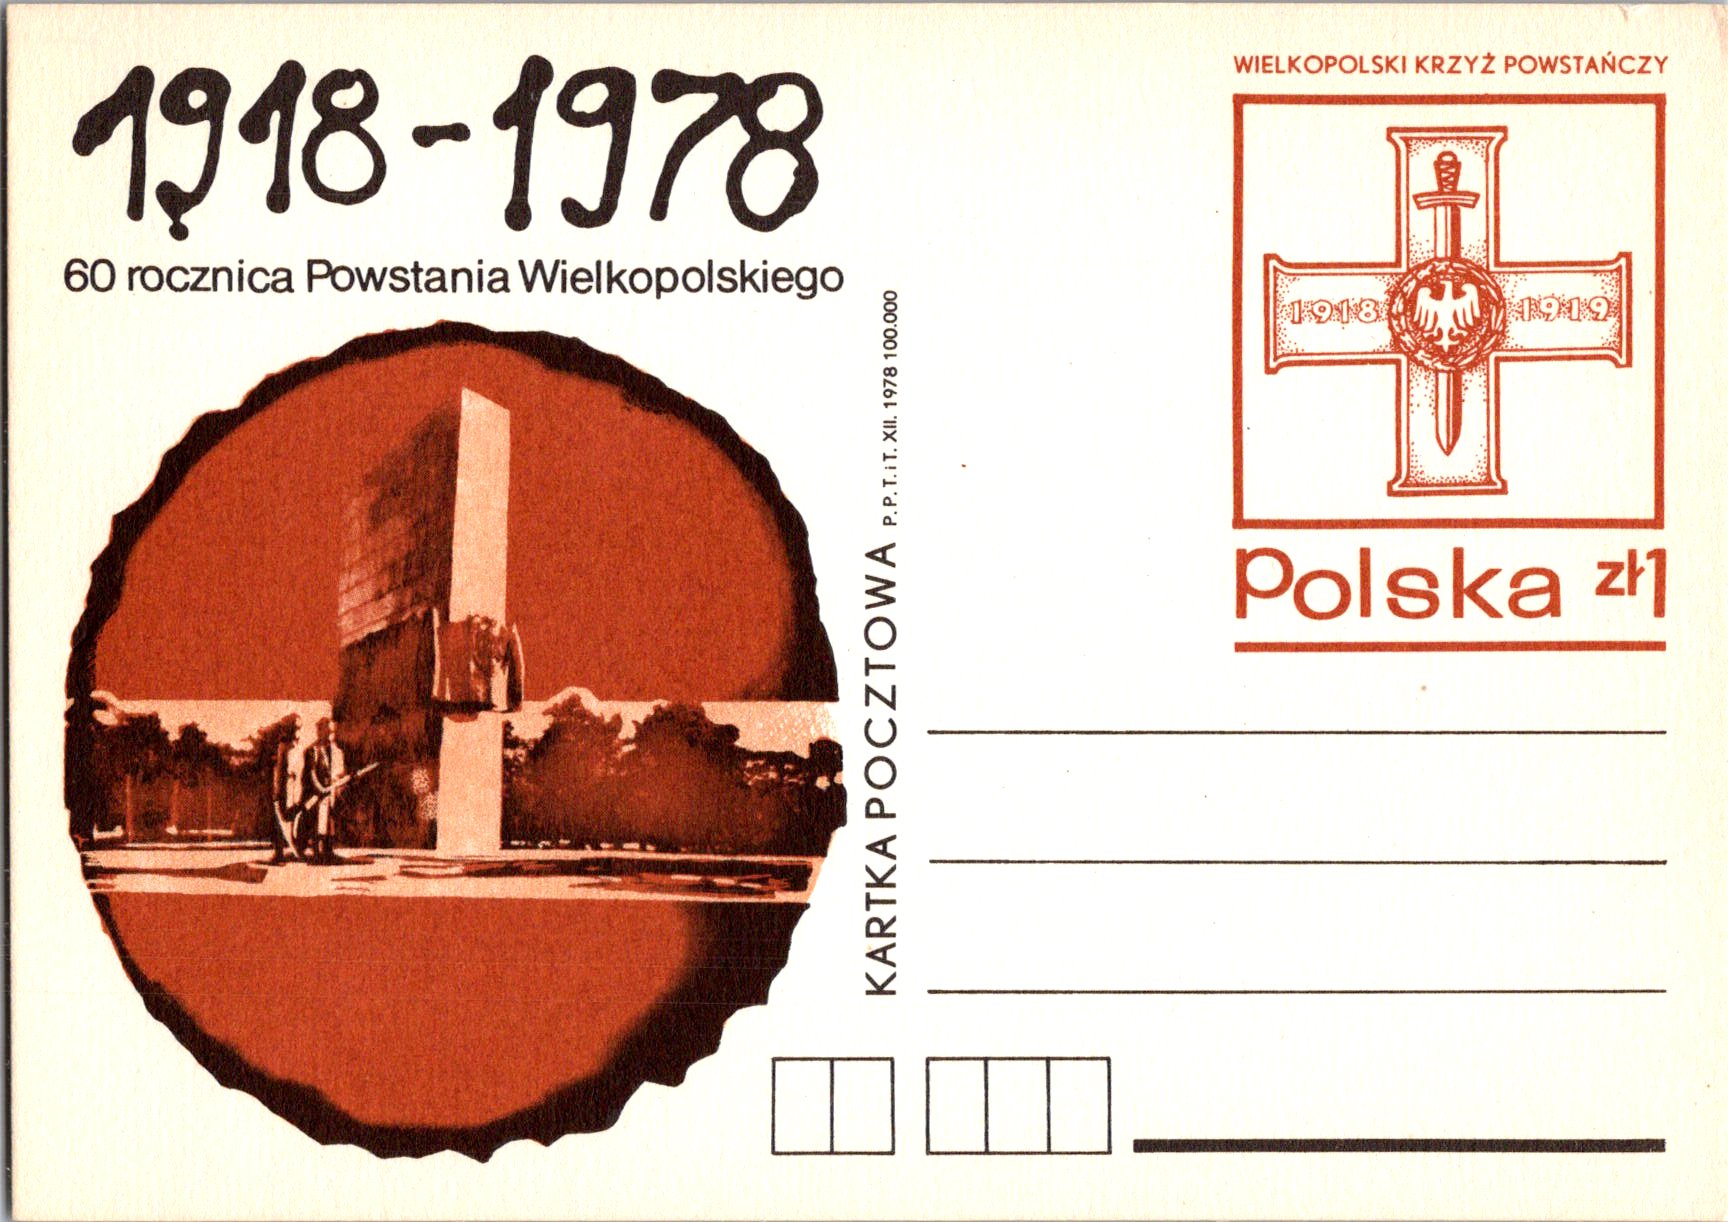 1918-1978
60 rocznica Powstania Wielkopolskiego
WIELKOPOLSKI KRZYŻ POWSTAŃCZY
1918 1919
Polska zł1
KARTKA POCZTOWA P.P.T.iT. XII. 1978 100.000